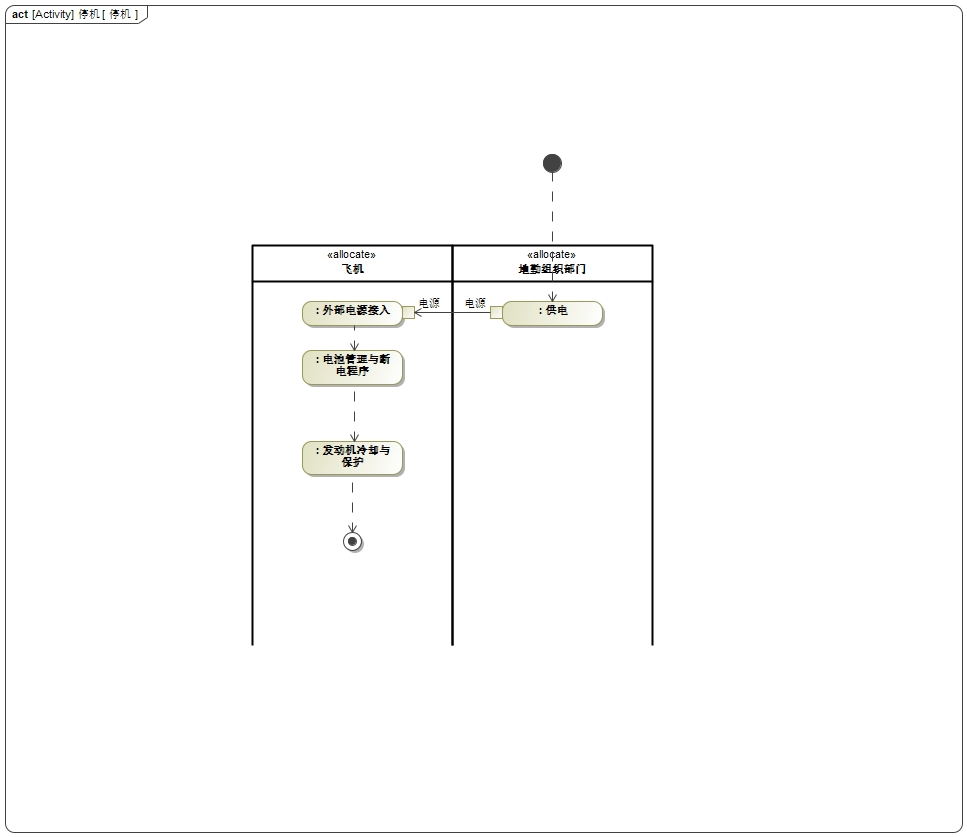 act [Activity] 停机 [ 停机 ]
«allocate»
飞机
«allocate»
地勤组织部门
: 外部电源接入
电源
电源
: 供电
: 电池管理与断
电程序
: 发动机冷却与
保护